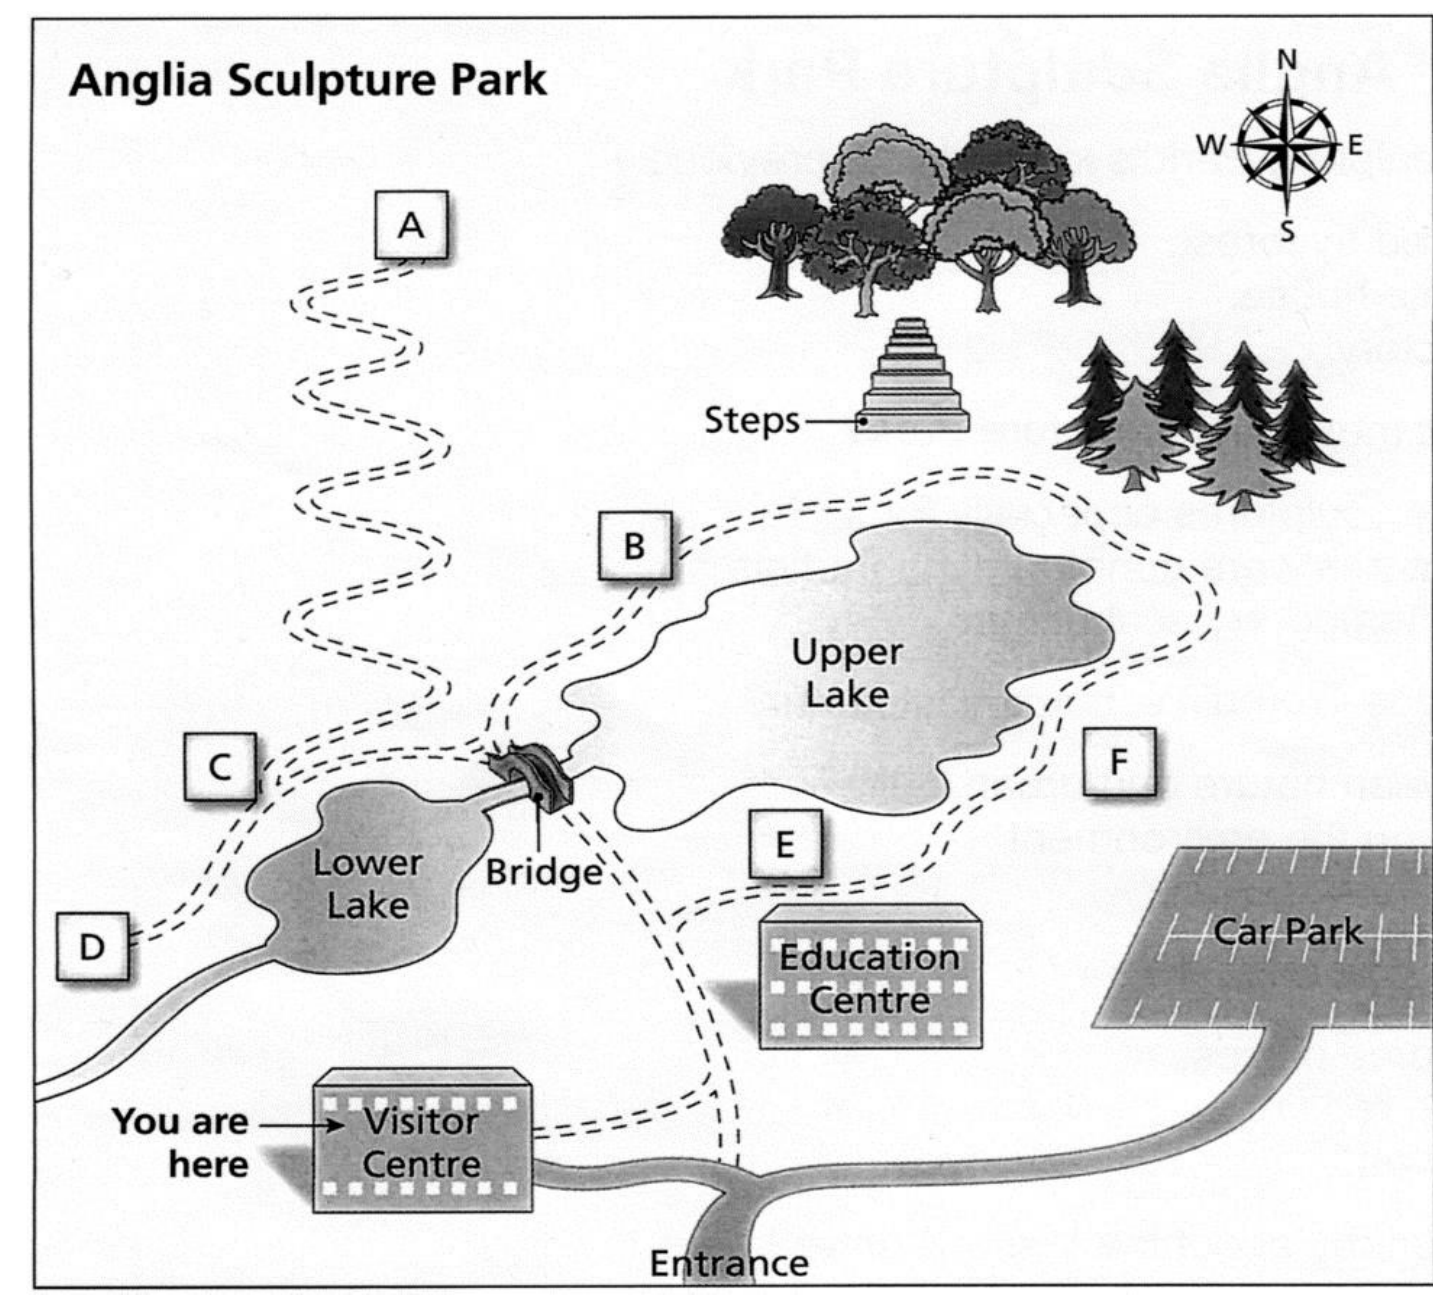 Anglia Sculpture Park
N
W
E
S
A
Steps
B
Upper
Lake
C
F
E
Bridge
Lower
Lake
D
Car Park
Education
Centre
You are
here
Visitor
Centre
Entrance